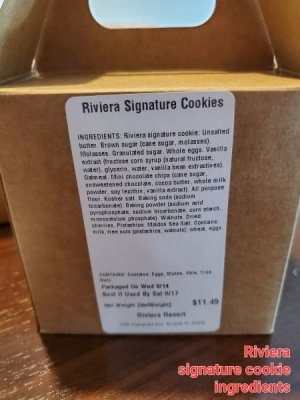 Riviera Signature Cookies
INGREDIENTS: Riviera signature cookie: Unsalted
butter. Brown sugar (cane sugar, molasses).
Molasses. Granulated sugar. Whole eggs. Vanilla
extract (fructose corn syrup (natural fructose,
water), glycerin, water, vanilla bean extractives).
Oatmeal. Mini chocolate chips (cane sugar,
unsweetened chocolate, cocoa butter, whole milk
powder, soy lecithin, vanilla extract). All purpose
flour. Kosher salt. Baking soda (sodium
bicarbonate). Baking powder (sodium acid
pyrophosphate, sodium bicarbonate, corn starch,
monocalcium phosphate). Walnuts. Dried
cherries. Pistachios. Maldon Sea Salt. Contains:
milk, tree nuts (pistachios, walnuts), wheat, eggs.
CONTAINS: Contains: Eggs, Gluten, Milk, Tree
Nuts
Packaged On Wed 9/14
Best If Used By Sat 9/17
Net Weight [NetWeight]
$11.49
Riviera Resort
Riviera
signature cookie
ingredients